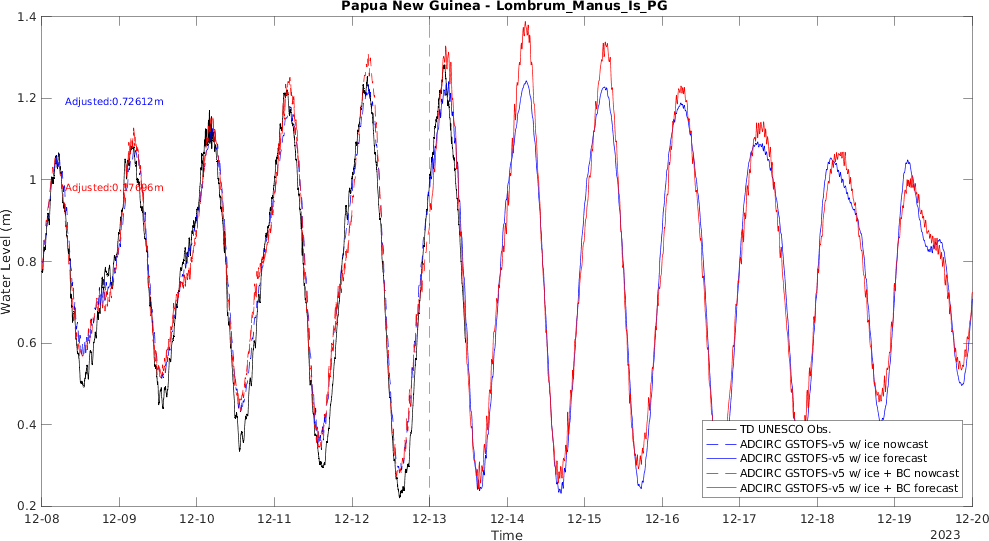 Papua New Guinea - Lombrum_Manus_Is_PG
1.4
1.2
1
0.8
0.6
0.4
0.2
Water Level (m)
Adjusted:0.72612m
Adjusted:0.17696m
TD UNESCO Obs.
ADCIRC GSTOFS-v5 w/ ice nowcast
ADCIRC GSTOFS-v5 w/ ice forecast
ADCIRC GSTOFS-v5 w/ ice + BC nowcast
ADCIRC GSTOFS-v5 w/ ice + BC forecast
12-08 12-09 12-10 12-11 12-12 12-13 12-14 12-15 12-16 12-17 12-18 12-19 12-20
Time
2023